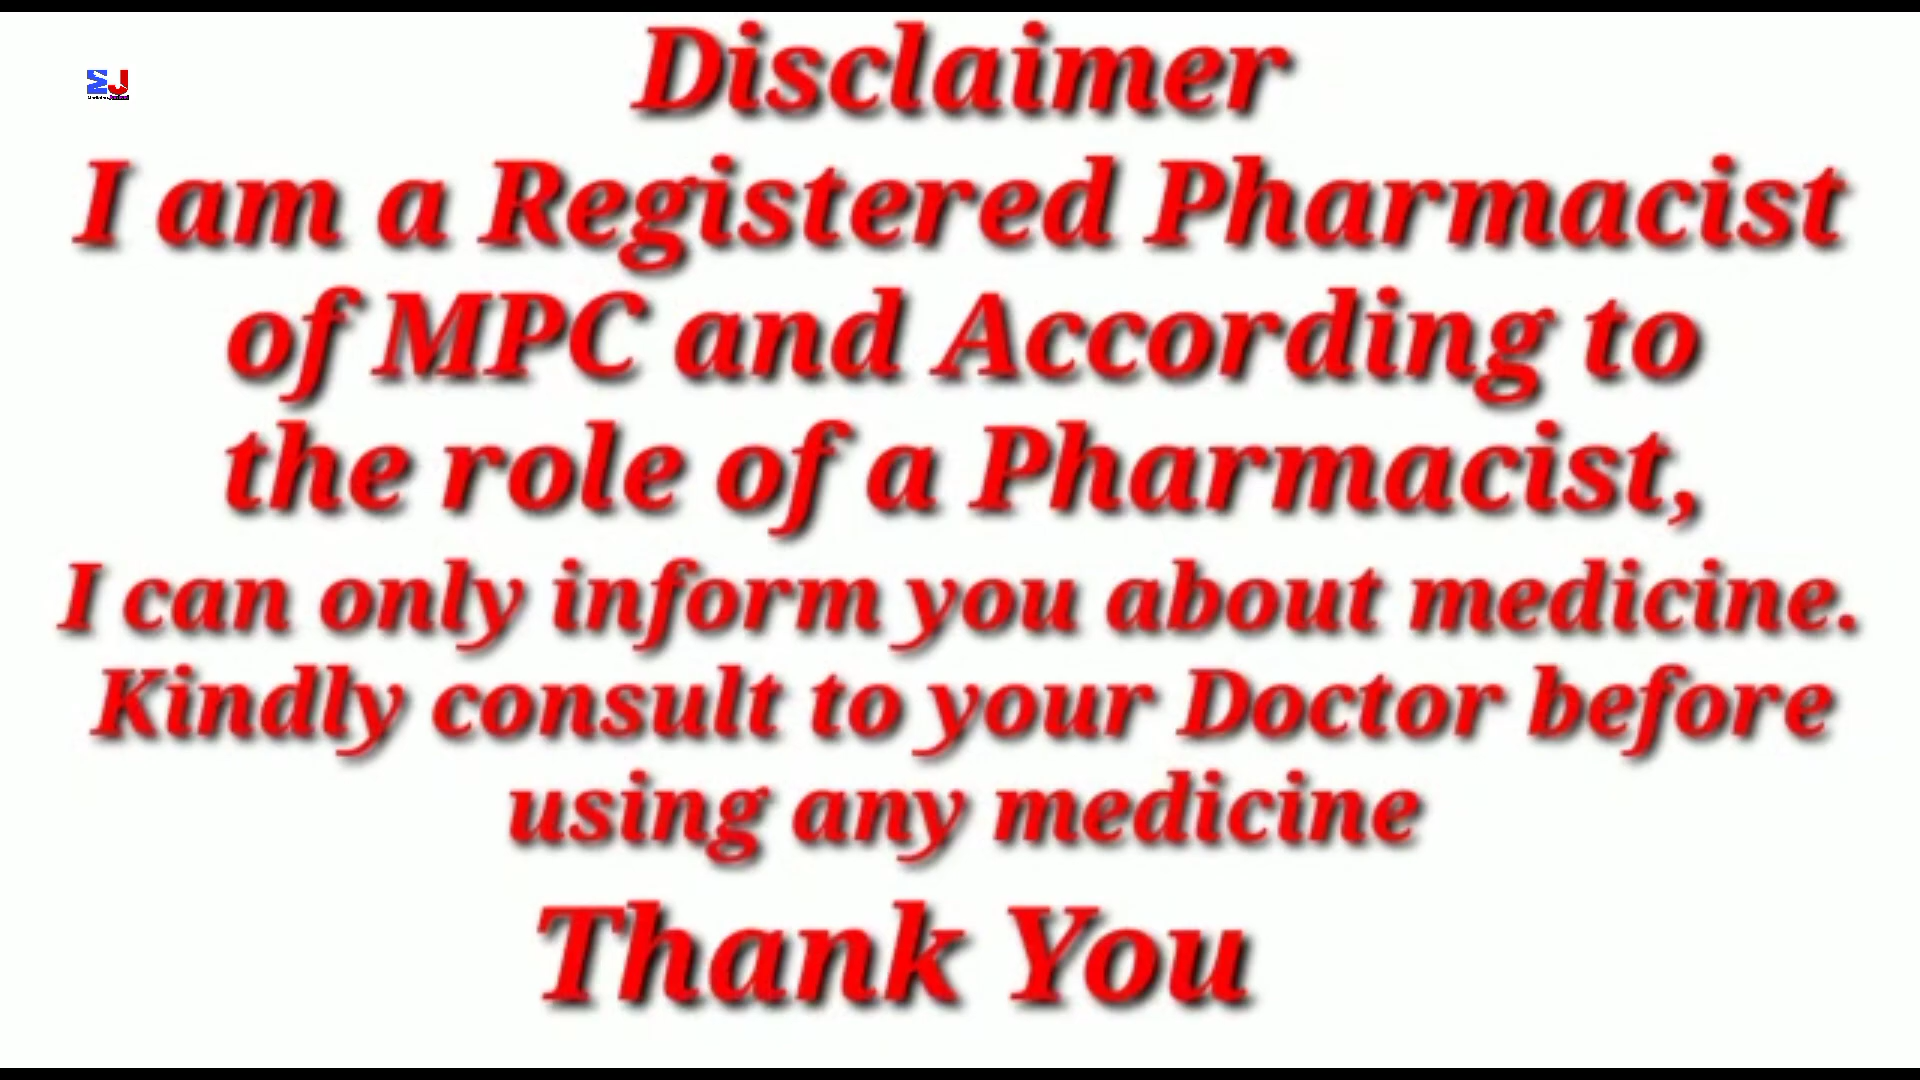 Disclaimer
I am a Registered Pharmacist
of MPC and According to
the role of a Pharmacist,
I can only inform you about medicine.
Kindly consult to your Doctor before
using any medicine
Thank You